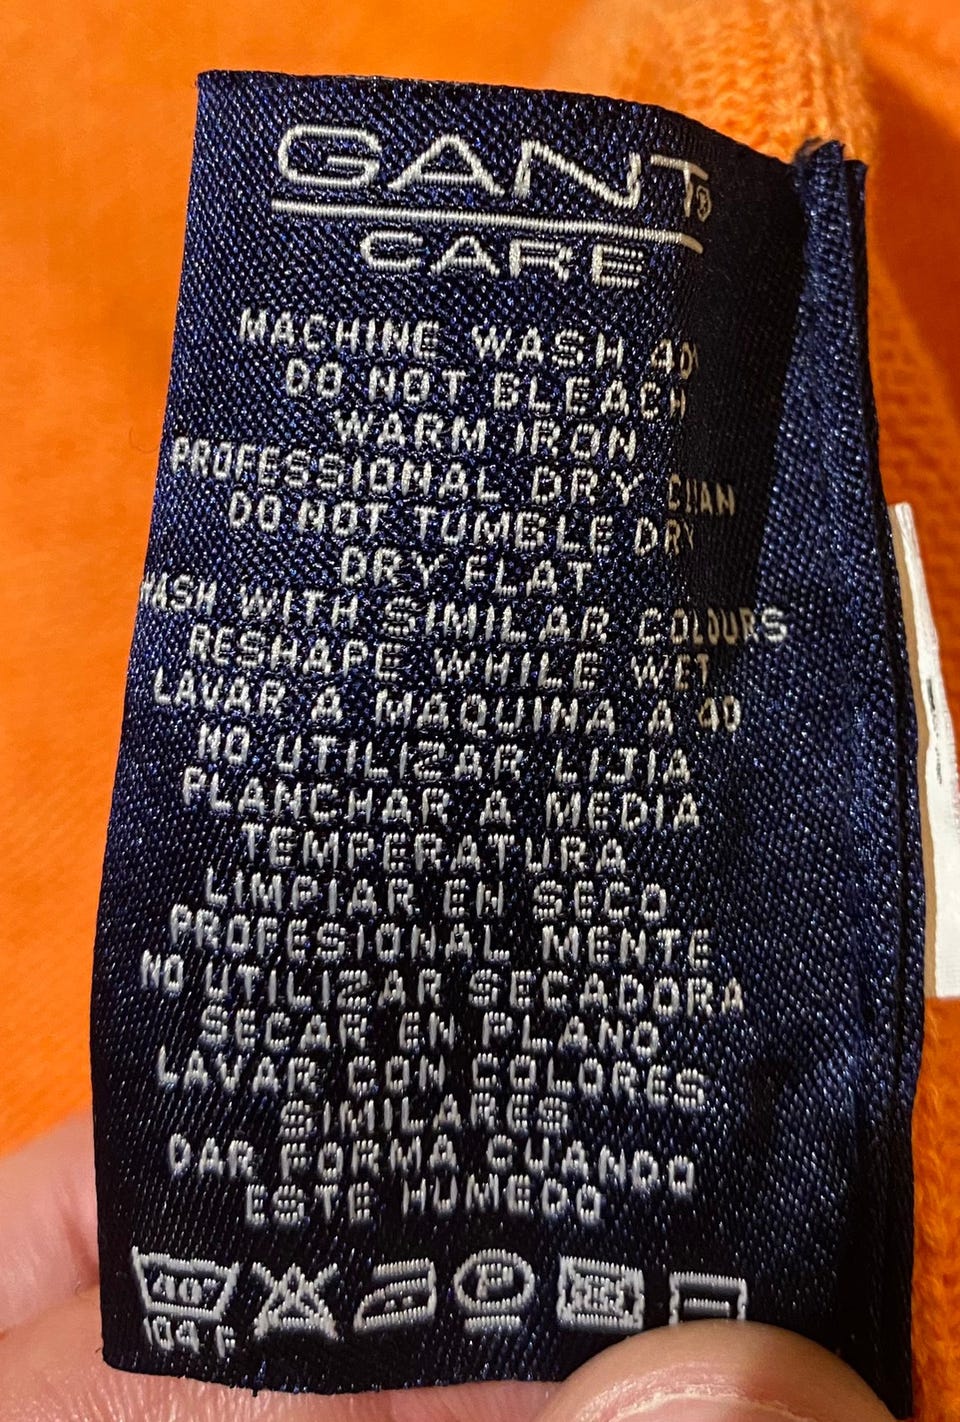 GANT®
CARE
MACHINE WASH 40°
DO NOT BLEACH
WARM IRON
PROFESSIONAL DRY CLEAN
DO NOT TUMBLE DRY
DRY FLAT
WASH WITH SIMILAR COLOURS
RESHAPE WHILE WET
LAVAR A MAQUINA A 40
NO UTILIZAR LIJIA
PLANCHAR A MEDIA
TEMPERATURA
LIMPIAR EN SECO
PROFESIONAL MENTE
NO UTILIZAR SECADORA
SECAR EN PLANO
LAVAR CON COLORES
SIMILARES
DAR FORMA CUANDO
ESTE HUMEDO
40° P
104 F